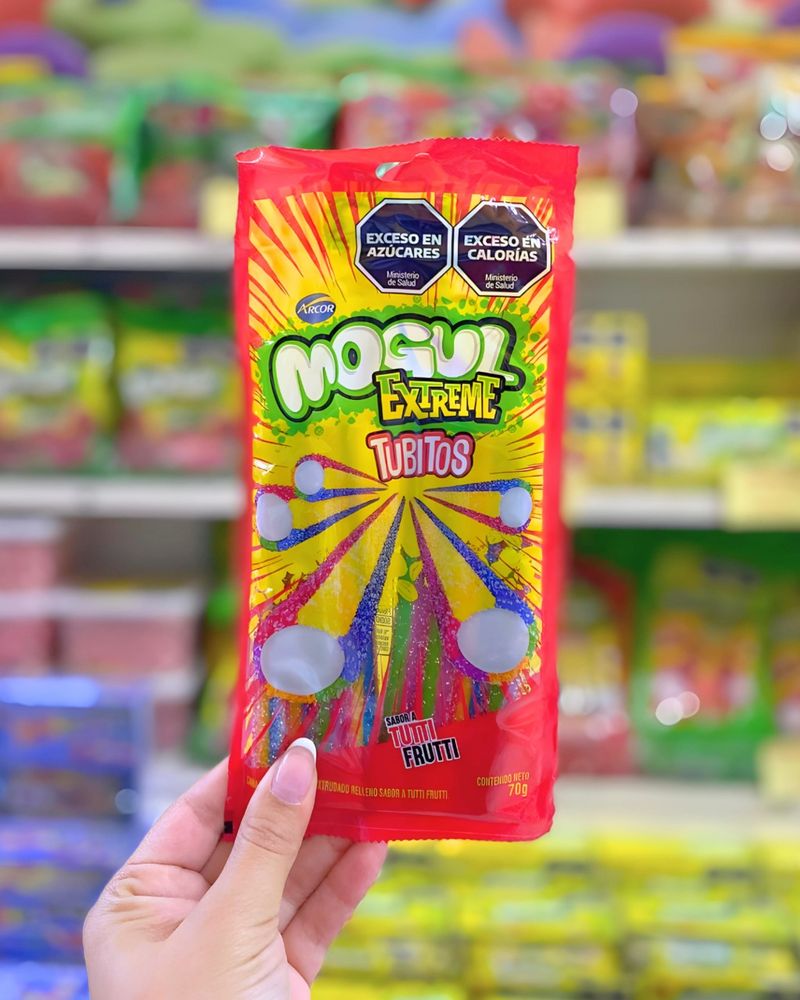 EXCESO EN
AZÚCARES
Ministerio
de Salud
EXCESO EN
CALORÍAS
Ministerio
de Salud
ARCOR
MOGUL
EXTREME
TUBITOS
SABOR A
TUTTI
FRUTTI
RELLENO SABOR A TUTTI FRUTTI
CONTENIDO NETO
70g